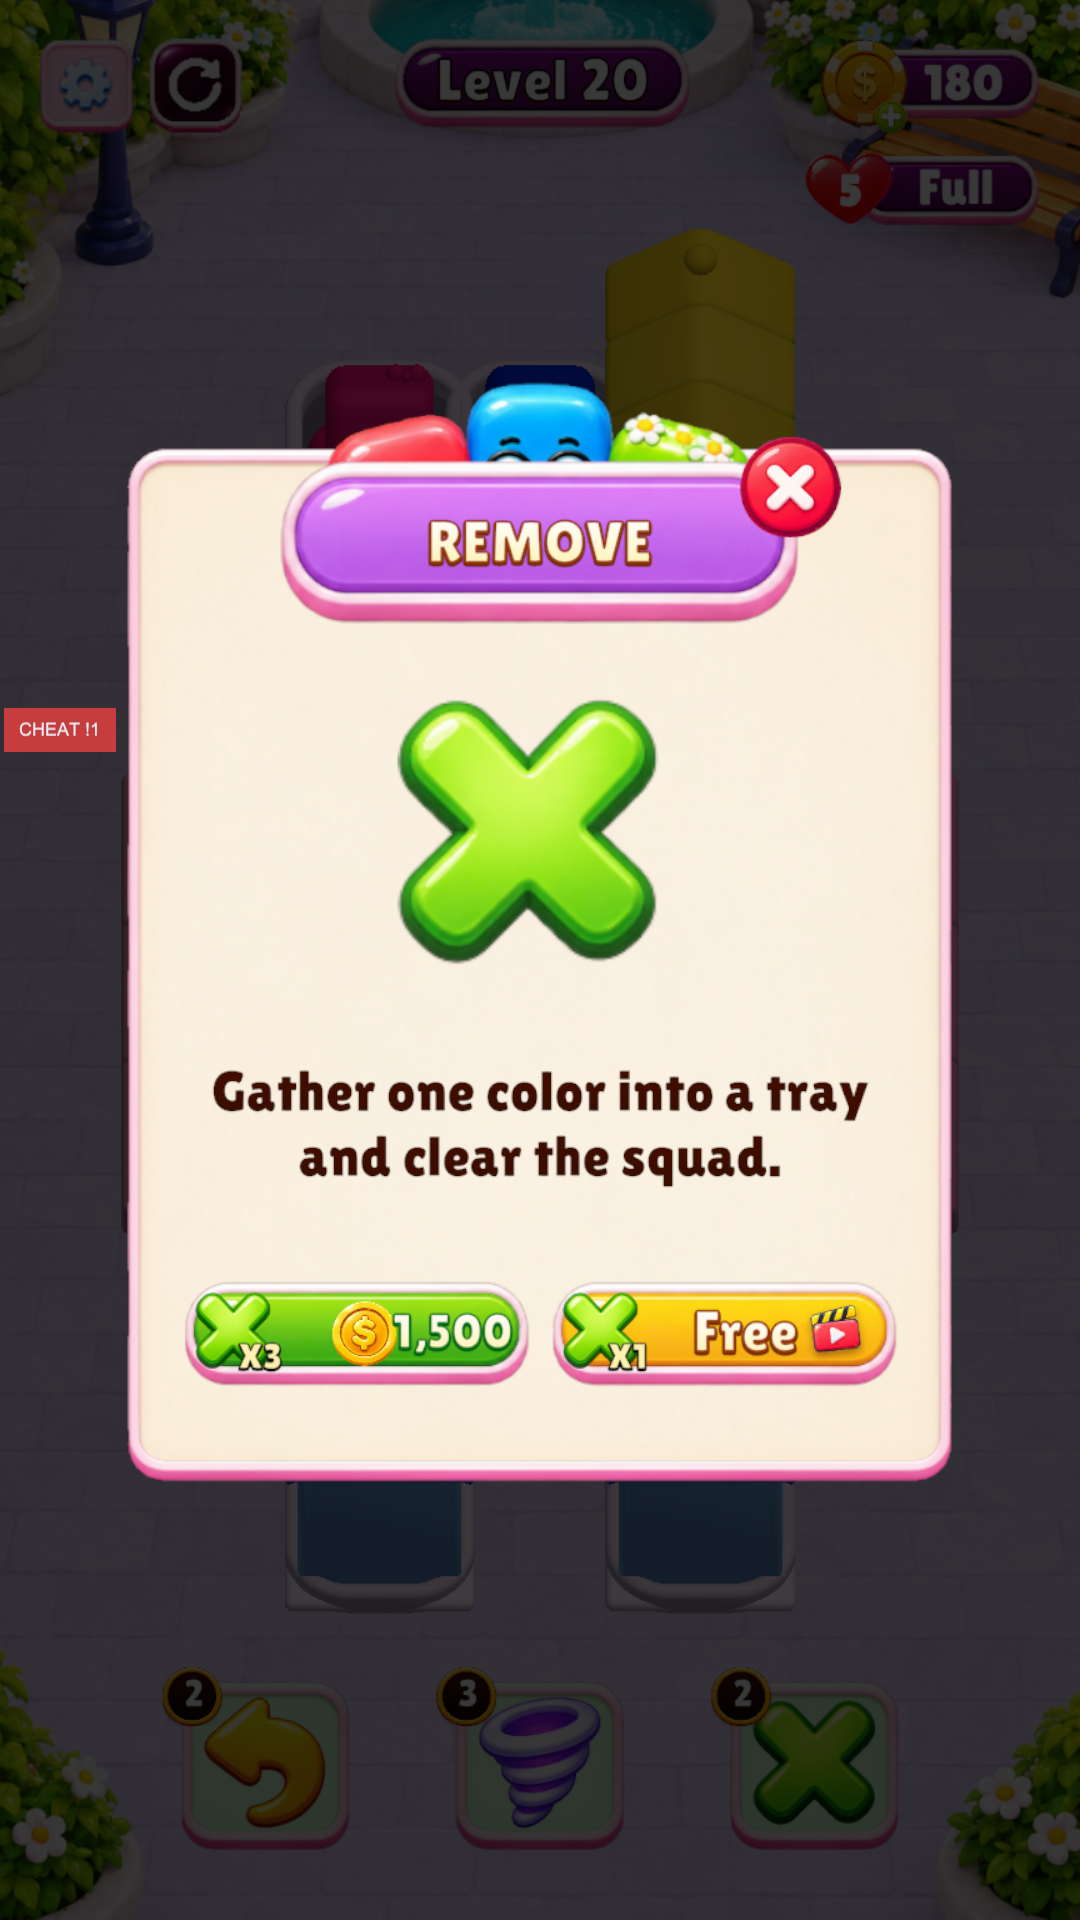 Level 20
180
5
Full
REMOVE
CHEAT !1
Gather one color into a tray
and clear the squad.
X3
1,500
X1
Free
2
3
2